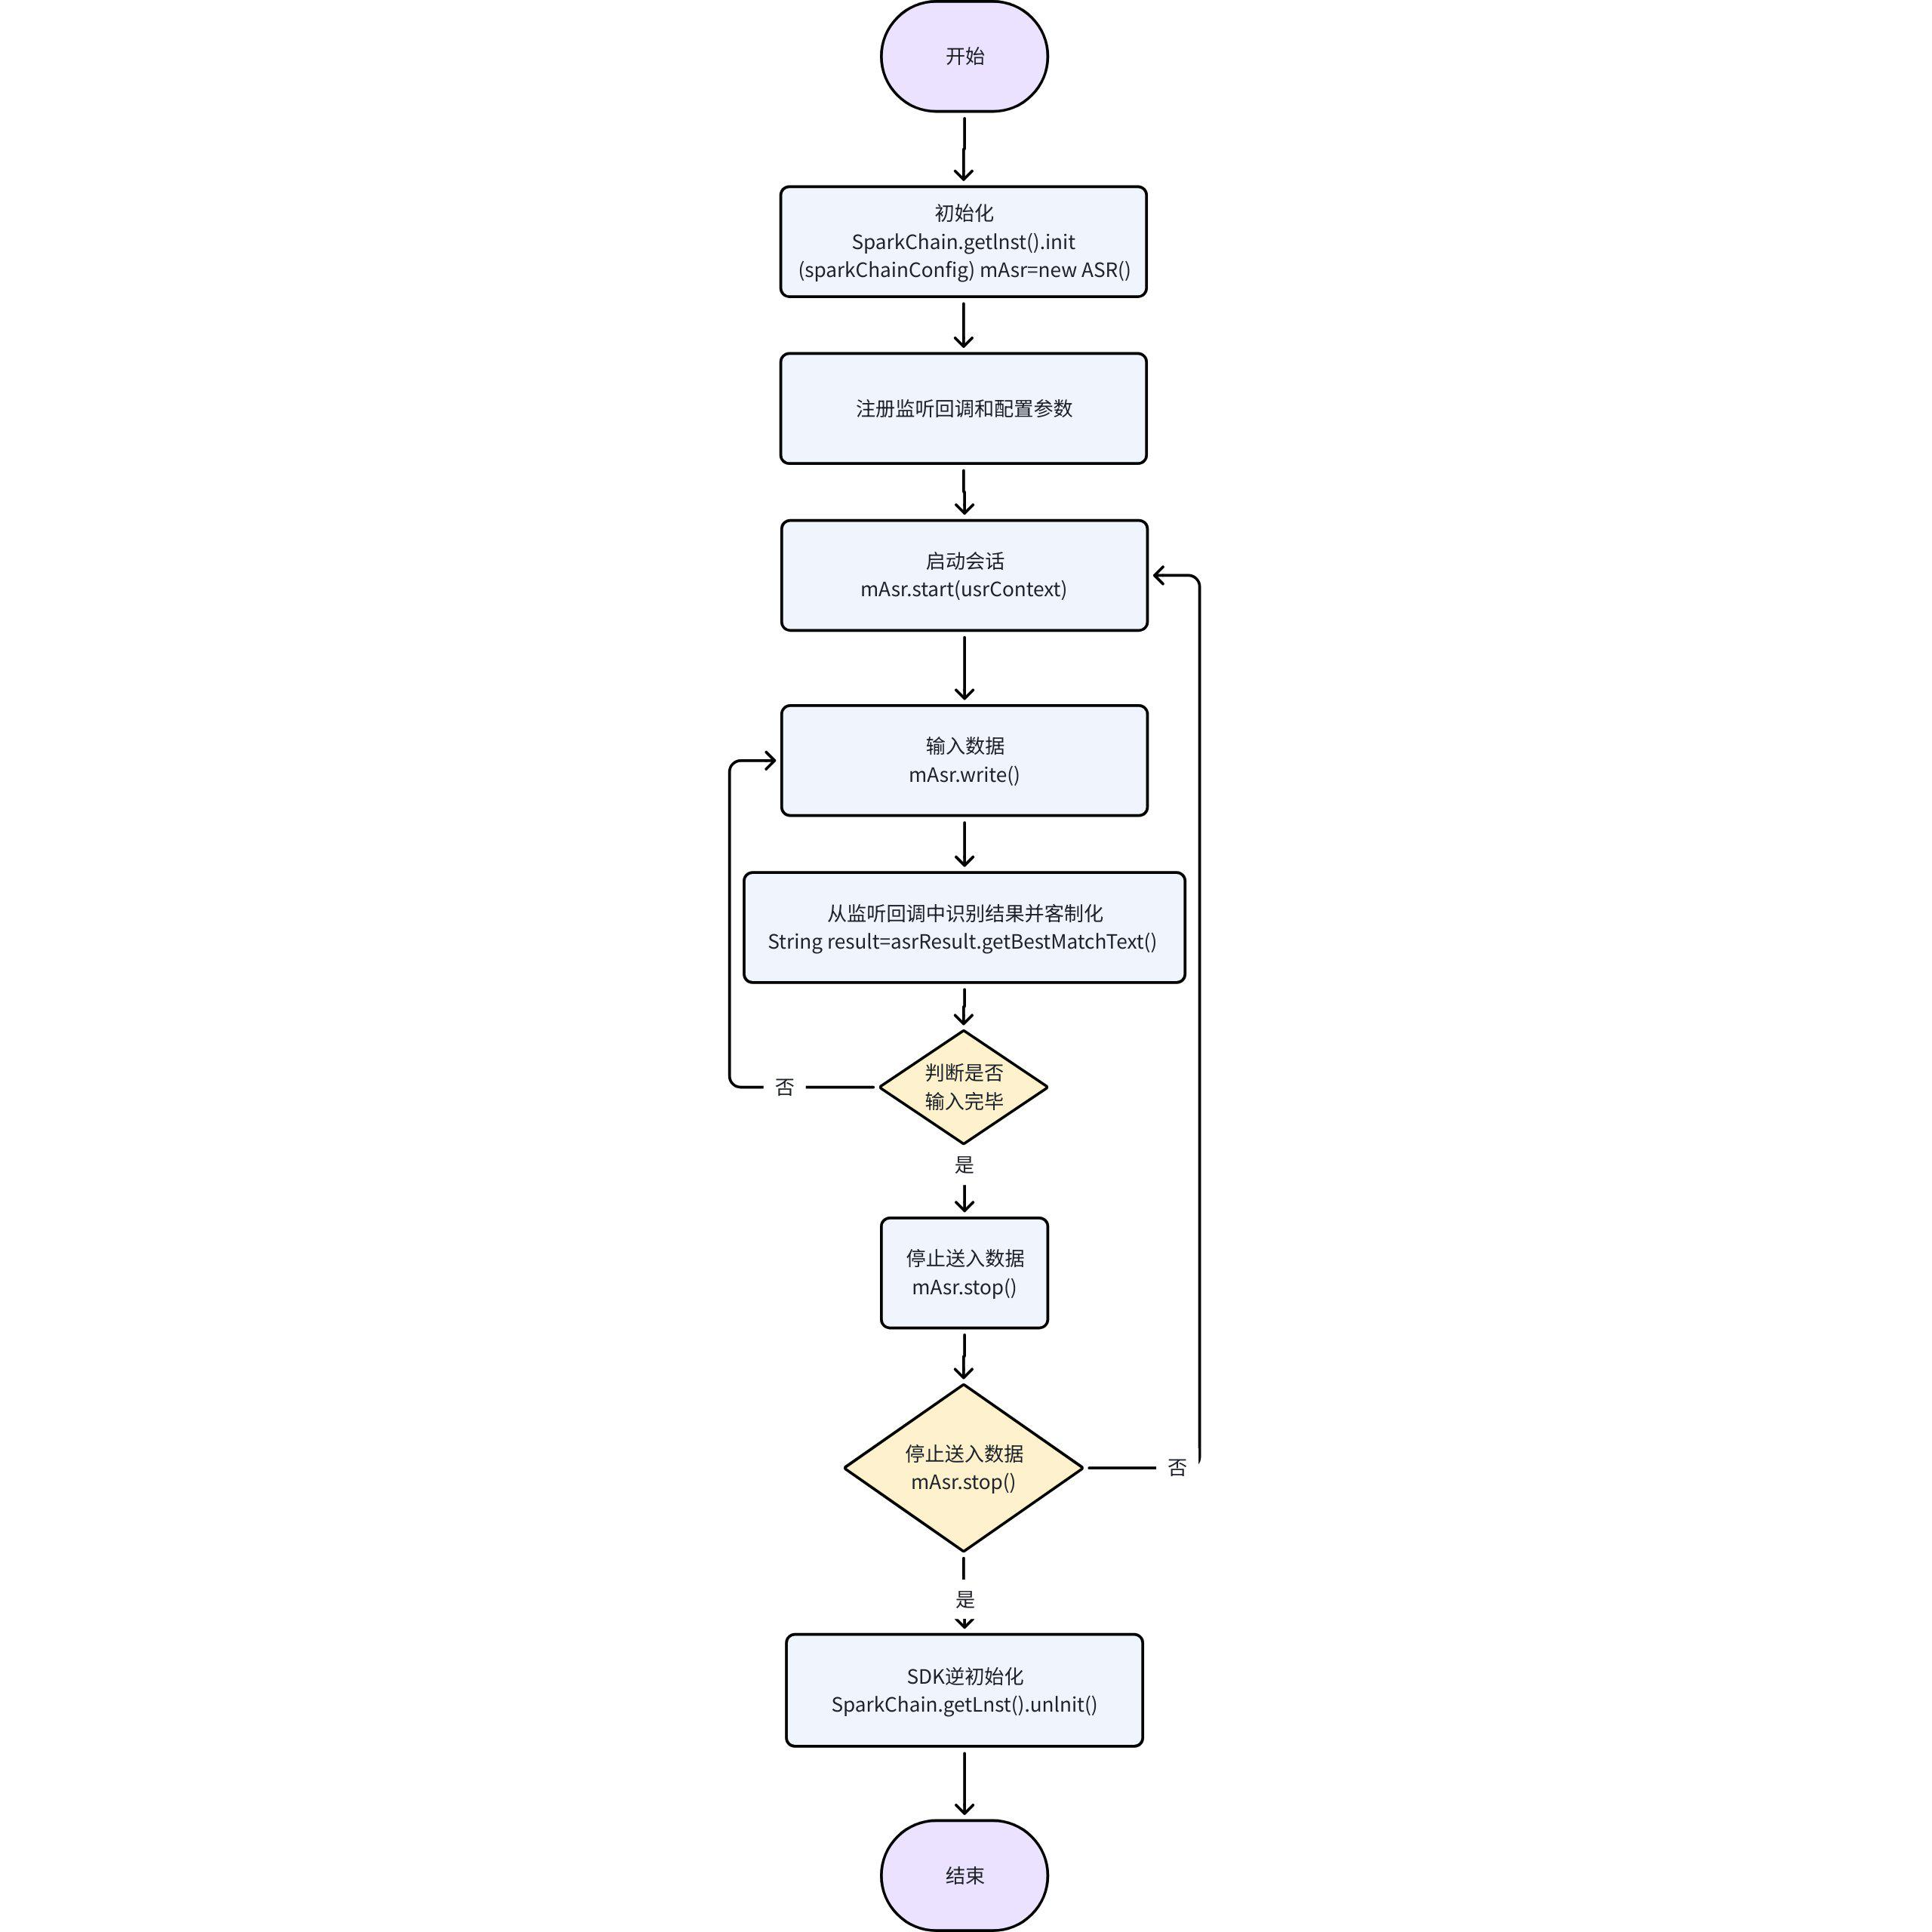 开始
初始化
SparkChain.getlnst().init
(sparkChainConfig) mAsr=new ASR()
注册监听回调和配置参数
启动会话
mAsr.start(usrContext)
输入数据
mAsr.write()
从监听回调中识别结果并客制化
String result=asrResult.getBestMatchText()
判断是否
输入完毕
否
是
停止送入数据
mAsr.stop()
停止送入数据
mAsr.stop()
否
是
SDK逆初始化
SparkChain.getLnst().unlnit()
结束